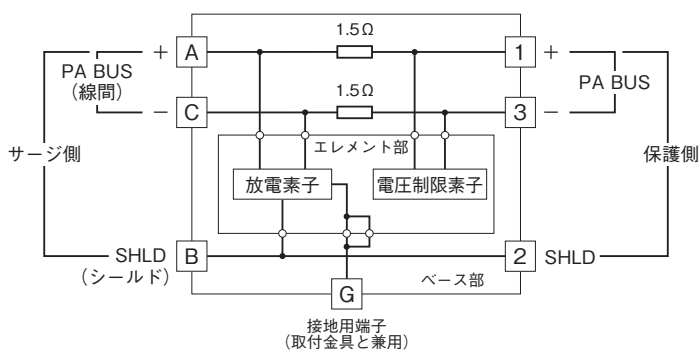 1.5Ω
+
A
1
+
PA BUS
(線間)
PA BUS
1.5Ω
−
C
3
−
エレメント部
サージ側
保護側
放電素子
電圧制限素子
SHLD
(シールド)
B
2
SHLD
ベース部
G
接地用端子
(取付金具と兼用)